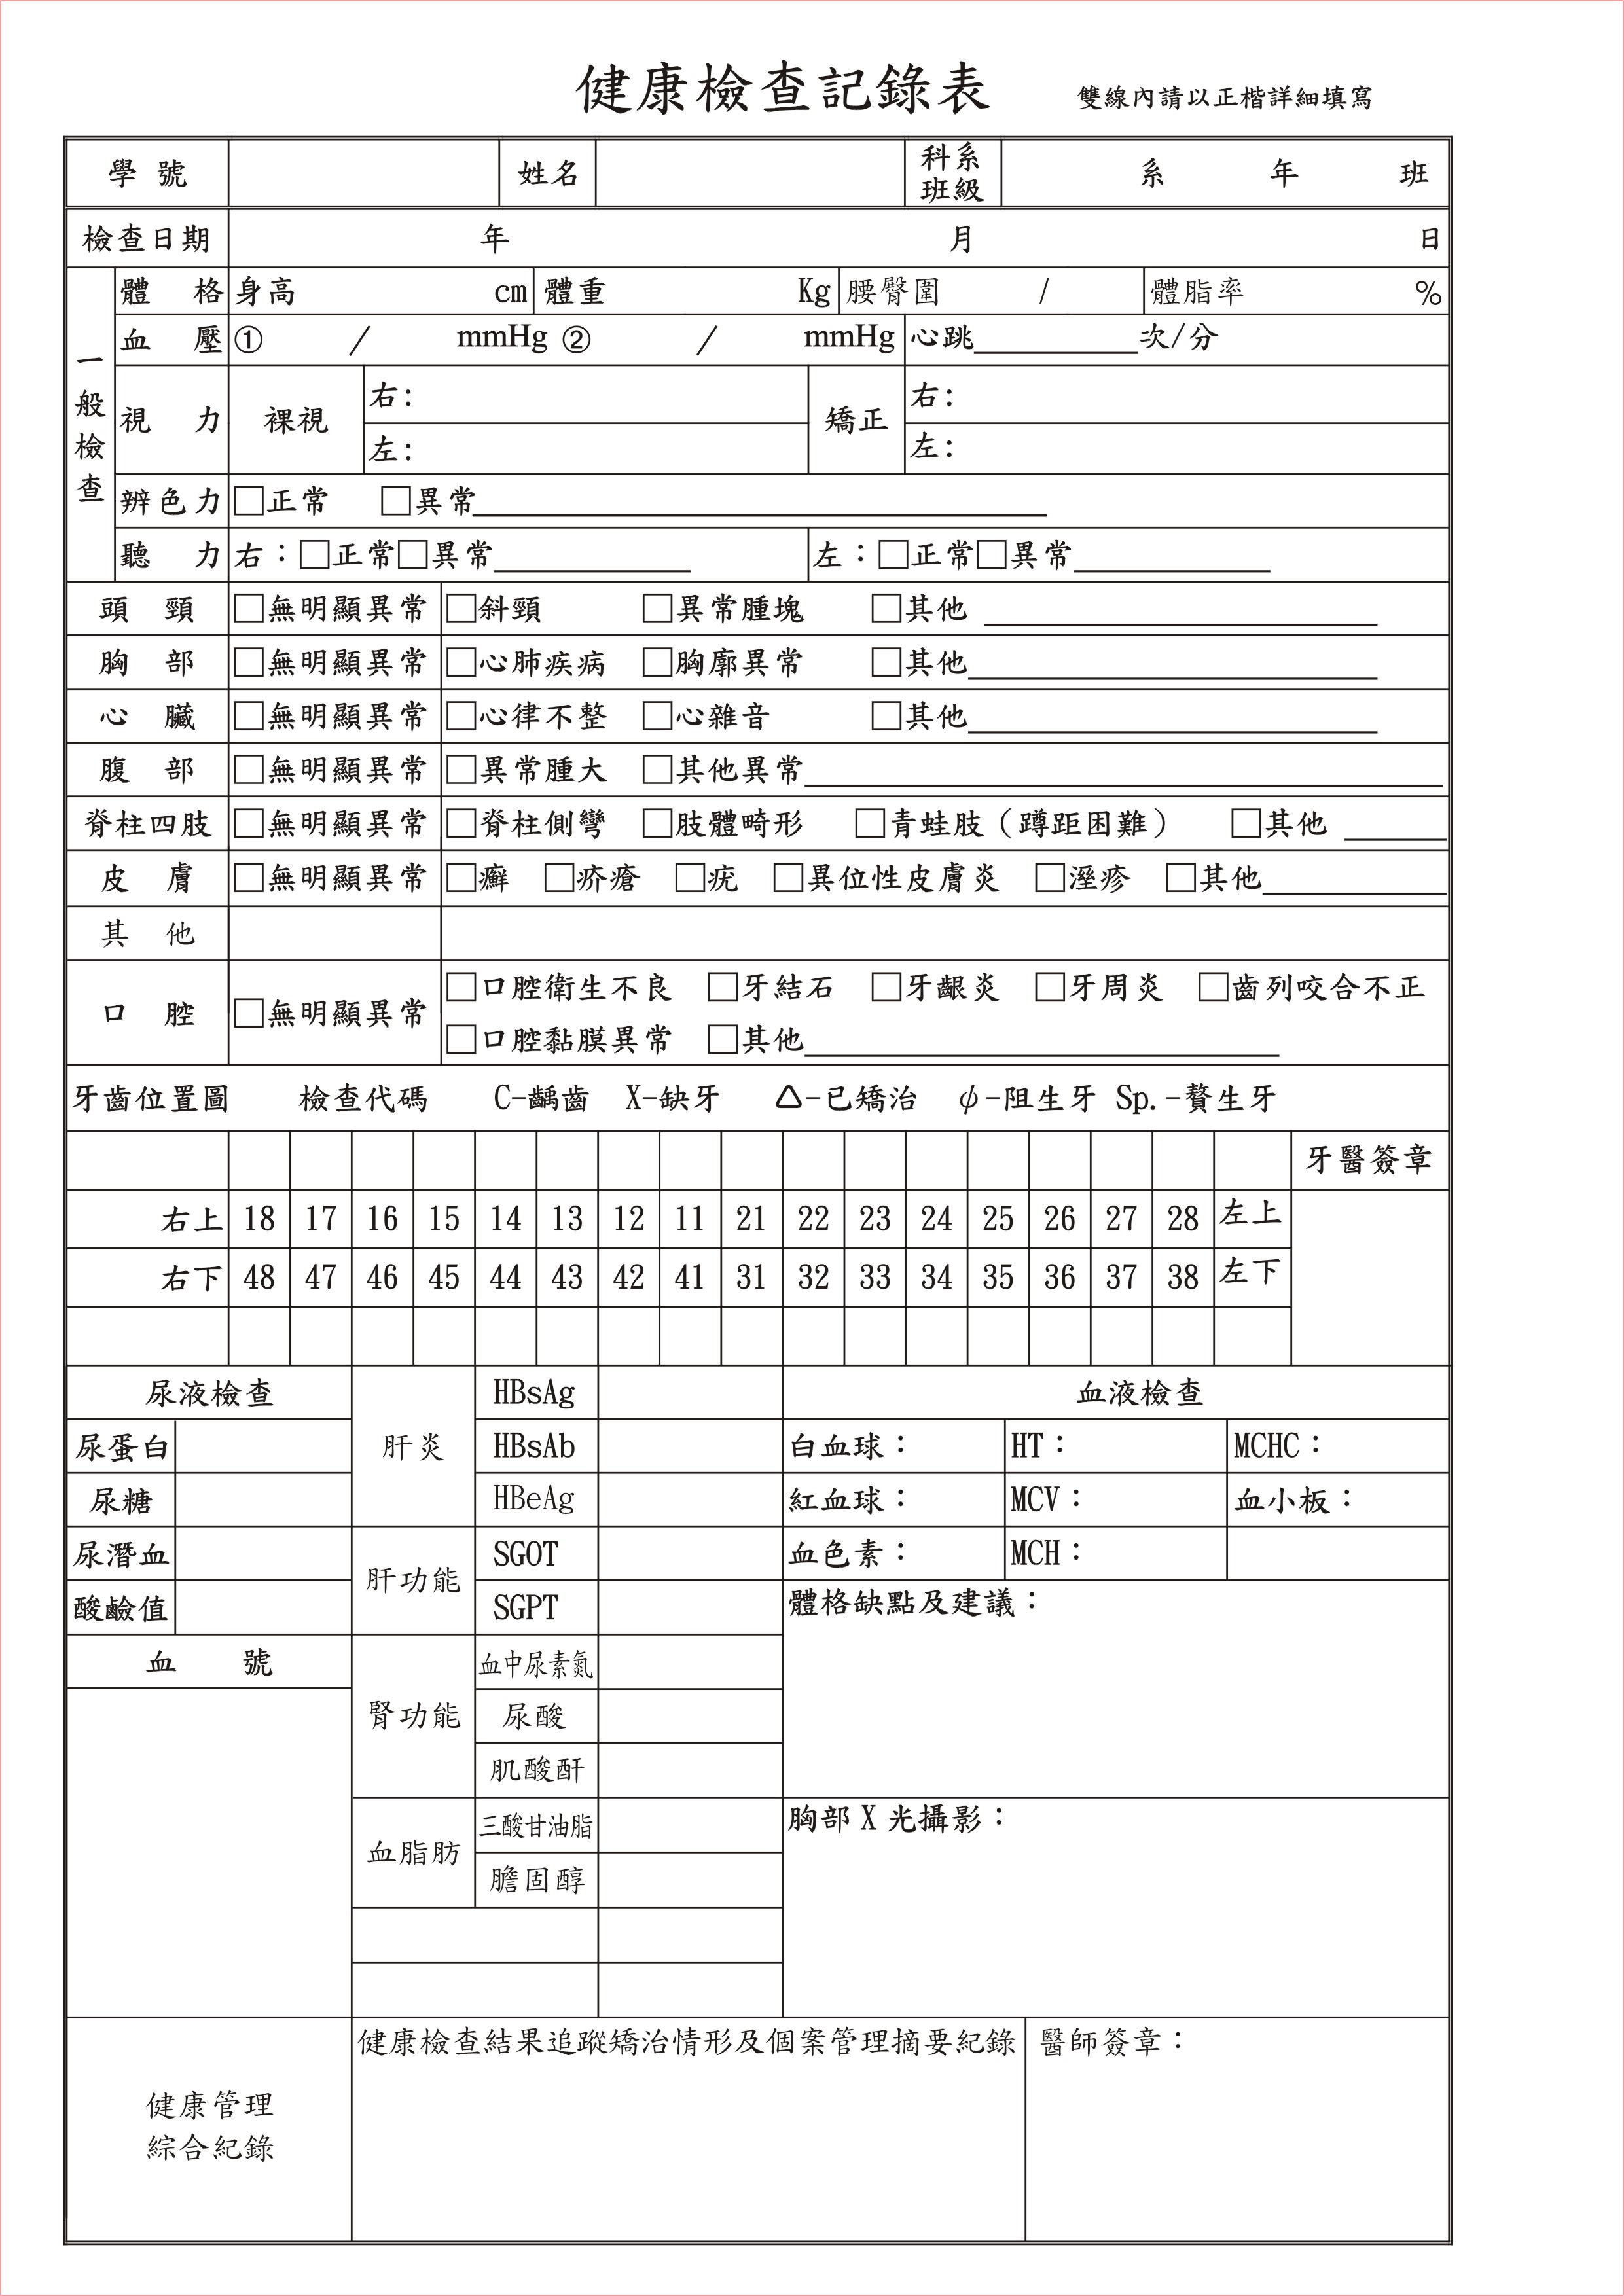 健康檢查記錄表 雙線內請以正楷詳細填寫
學號 姓名 科系班級 系 年 班
檢查日期 年 月 日
一般檢查
體格 身高 cm 體重 Kg 腰臀圍 / 體脂率 %
血壓 ① / mmHg ② / mmHg 心跳______次/分
視力 裸視 右: 矯正 右:
左: 左:
辨色力 □正常 □異常______
聽力 右：□正常□異常______ 左：□正常□異常______
頭頸 □無明顯異常 □斜頸 □異常腫塊 □其他______
胸部 □無明顯異常 □心肺疾病 □胸廓異常 □其他______
心臟 □無明顯異常 □心律不整 □心雜音 □其他______
腹部 □無明顯異常 □異常腫大 □其他異常______
脊柱四肢 □無明顯異常 □脊柱側彎 □肢體畸形 □青蛙肢（蹲距困難） □其他______
皮膚 □無明顯異常 □癬 □疥瘡 □疣 □異位性皮膚炎 □溼疹 □其他______
其他
口腔 □無明顯異常 □口腔衛生不良 □牙結石 □牙齦炎 □牙周炎 □齒列咬合不正
□口腔黏膜異常 □其他______
牙齒位置圖 檢查代碼 C-齲齒 X-缺牙 △-已矯治 ψ-阻生牙 Sp.-贅生牙
牙醫簽章
右上 18 17 16 15 14 13 12 11 21 22 23 24 25 26 27 28 左上
右下 48 47 46 45 44 43 42 41 31 32 33 34 35 36 37 38 左下
尿液檢查 肝炎 HBsAg 血液檢查
尿蛋白 HBsAb 白血球： HT： MCHC：
尿糖 HBeAg 紅血球： MCV： 血小板：
尿潛血 肝功能 SGOT 血色素： MCH：
酸鹼值 SGPT 體格缺點及建議：
血號 腎功能 血中尿素氮
尿酸
肌酸酐
血脂肪 三酸甘油脂 胸部X光攝影：
膽固醇
健康管理綜合紀錄 健康檢查結果追蹤矯治情形及個案管理摘要紀錄 醫師簽章：